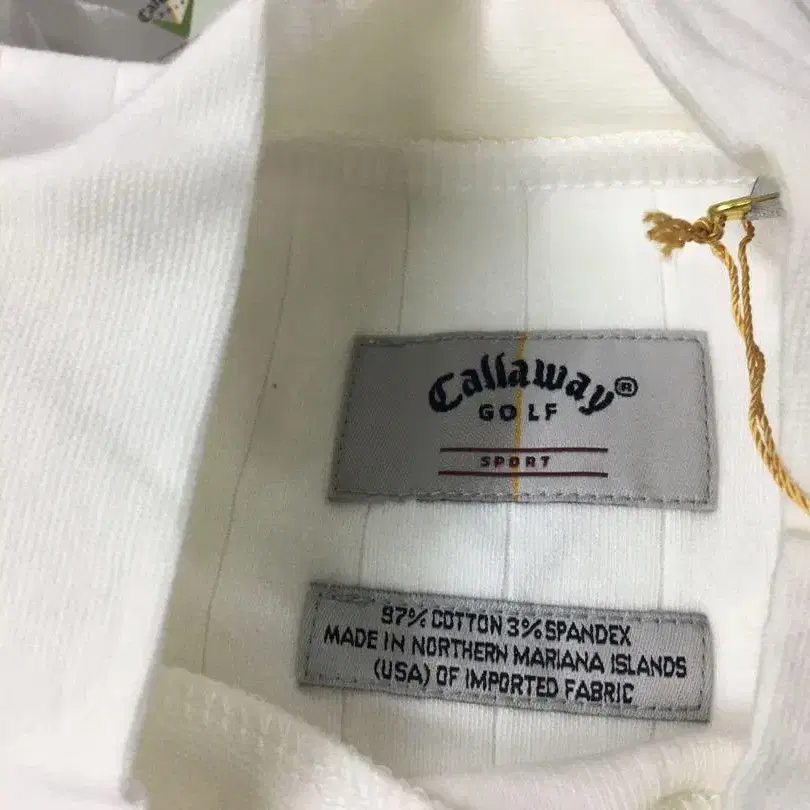 Callaway®
GOLF
SPORT
97% COTTON 3% SPANDEX
MADE IN NORTHERN MARIANA ISLANDS
(USA) OF IMPORTED FABRIC